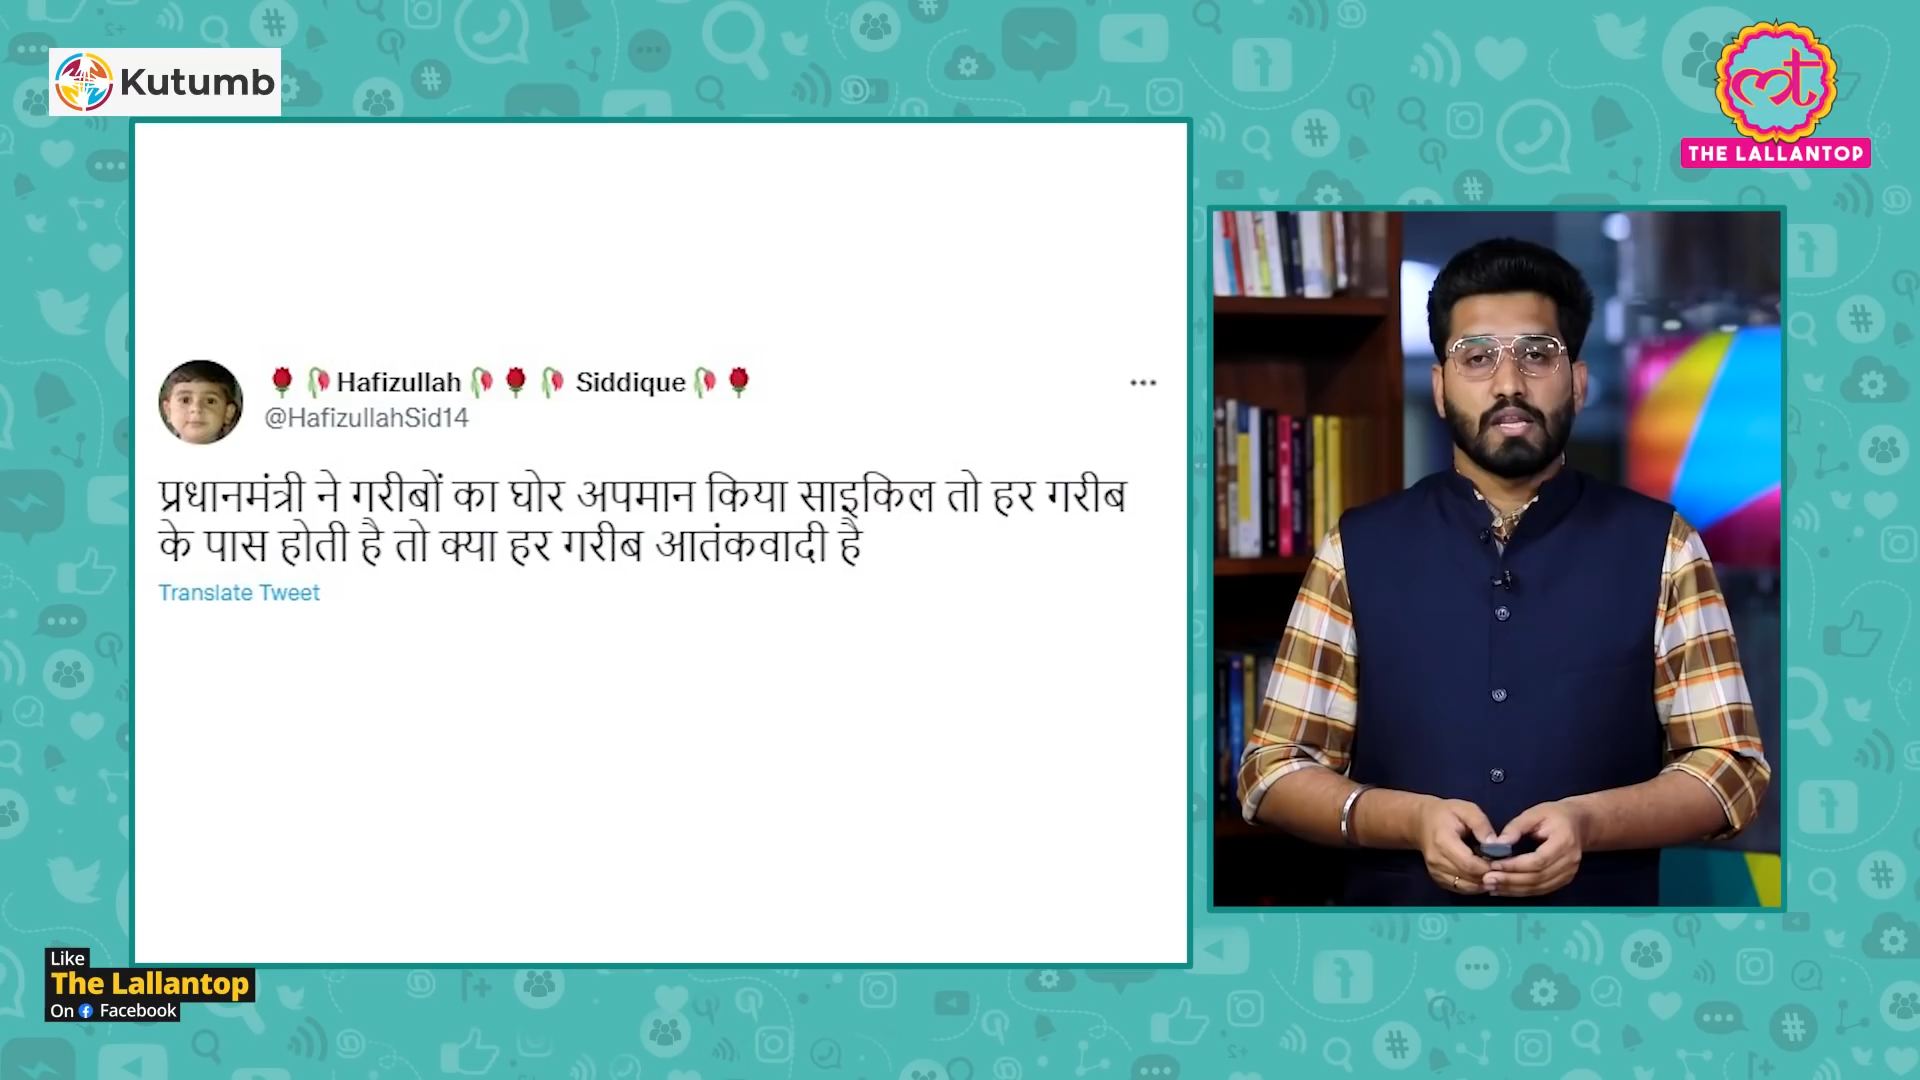 Kutumb
THE LALLANTOP
Hafizullah Siddique
@HafizullahSid14
प्रधानमंत्री ने गरीबों का घोर अपमान किया साइकिल तो हर गरीब
के पास होती है तो क्या हर गरीब आतंकवादी है
Translate Tweet
Like
The Lallantop
On Facebook